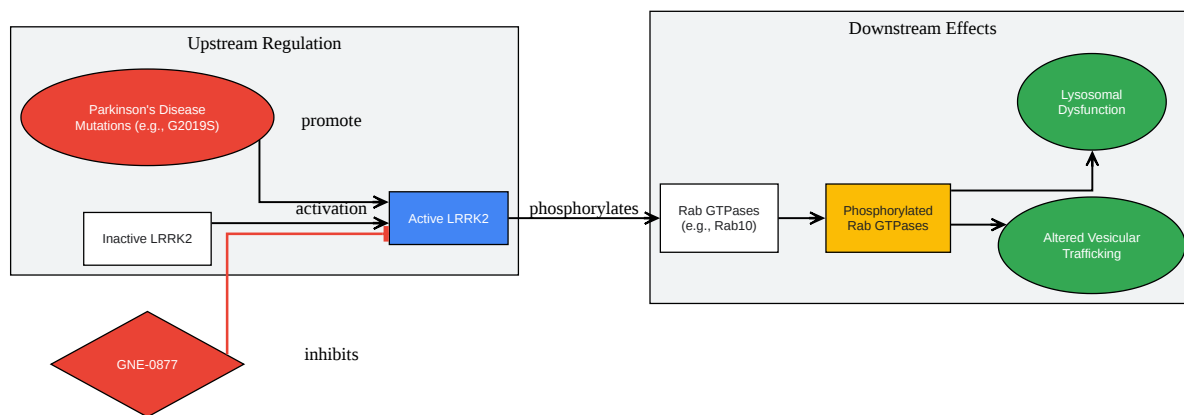 Upstream Regulation
Parkinson's Disease
Mutations (e.g., G2019S)
promote
Inactive LRRK2
activation
Active LRRK2
GNE-0877
inhibits
phosphorylates
Downstream Effects
Rab GTPases
(e.g., Rab10)
Phosphorylated
Rab GTPases
Lysosomal
Dysfunction
Altered Vesicular
Trafficking